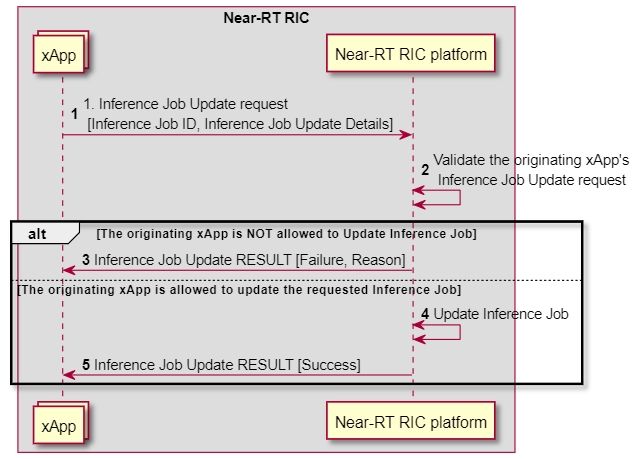 Near-RT RIC
xApp
Near-RT RIC platform
1 1. Inference Job Update request
[Inference Job ID, Inference Job Update Details]
2 Validate the originating xApp's
Inference Job Update request
alt [The originating xApp is NOT allowed to Update Inference Job]
3 Inference Job Update RESULT [Failure, Reason]
[The originating xApp is allowed to update the requested Inference Job]
4 Update Inference Job
5 Inference Job Update RESULT [Success]
xApp
Near-RT RIC platform